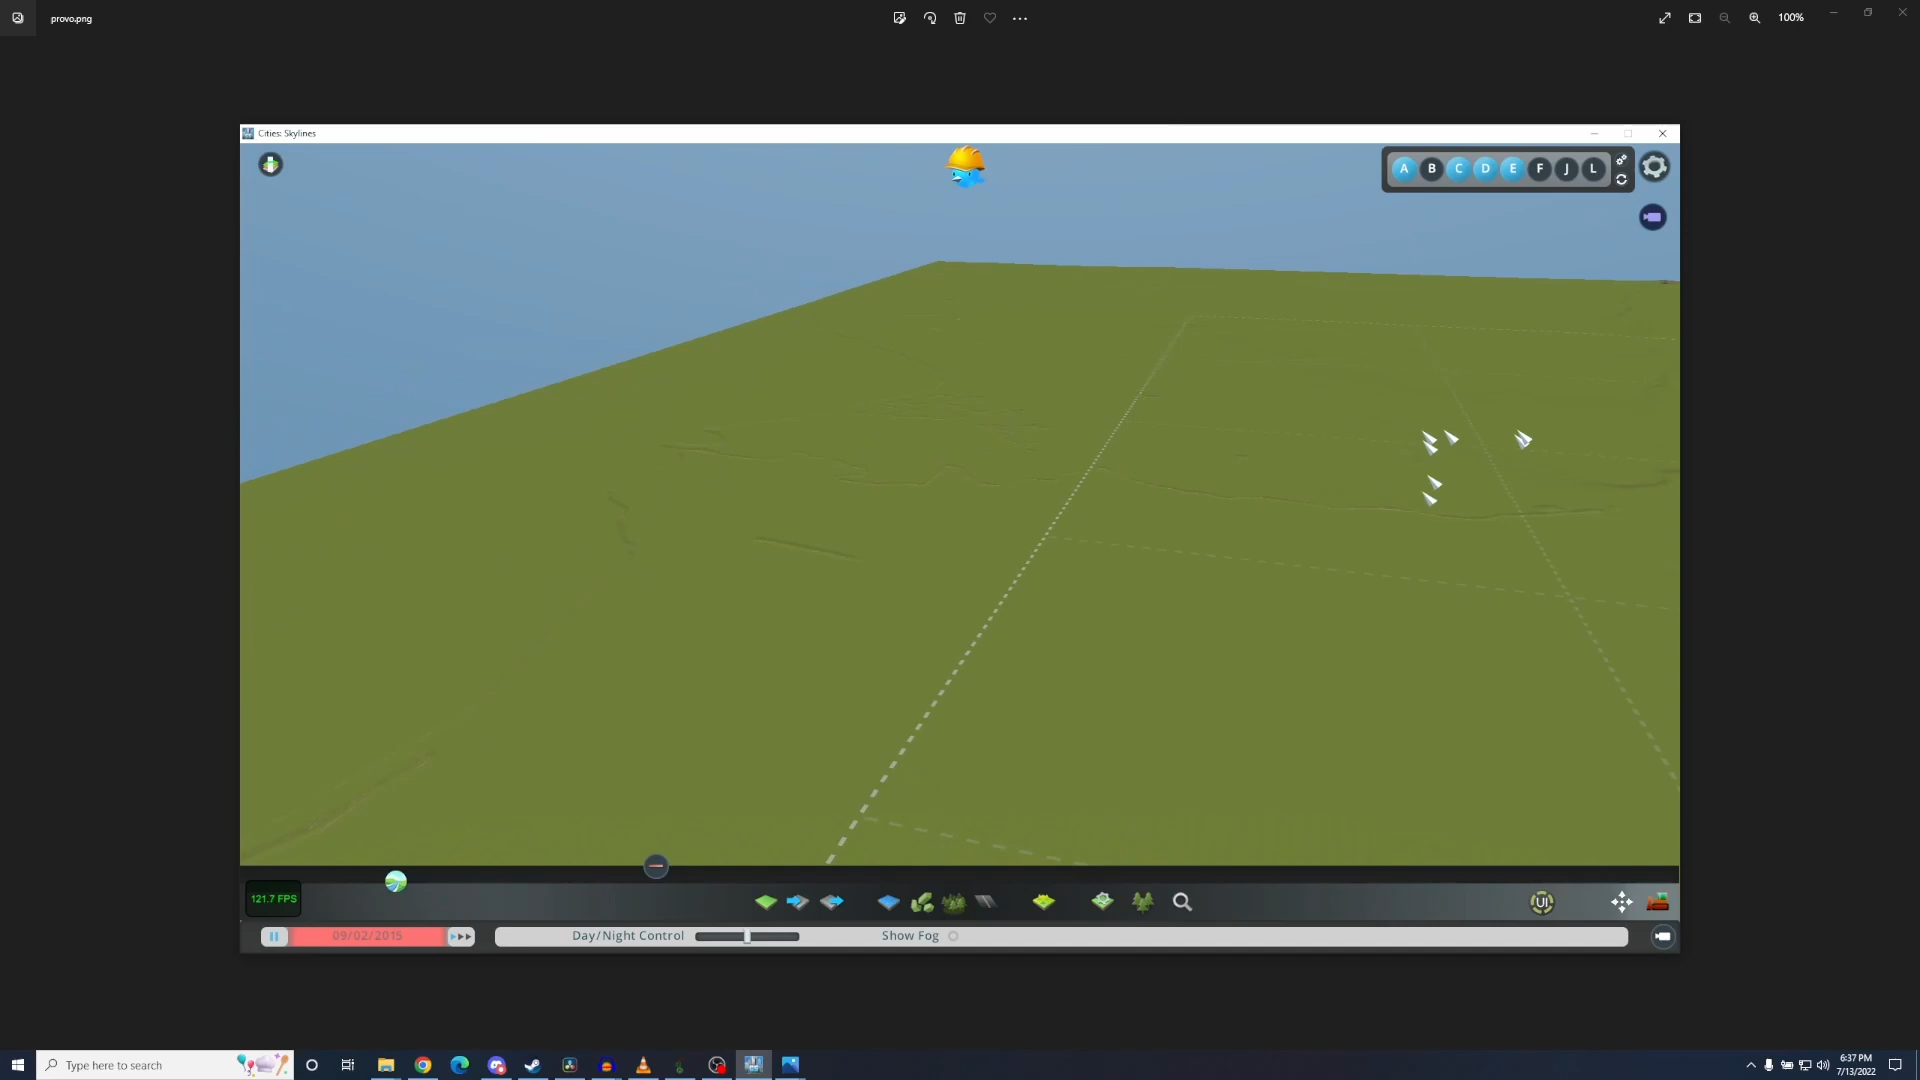 provo.png
100%
Cities: Skylines
A B C D E F J L
121.7 FPS
UI
09/02/2015
Day/Night Control
Show Fog
Type here to search
6:37 PM
7/13/2022